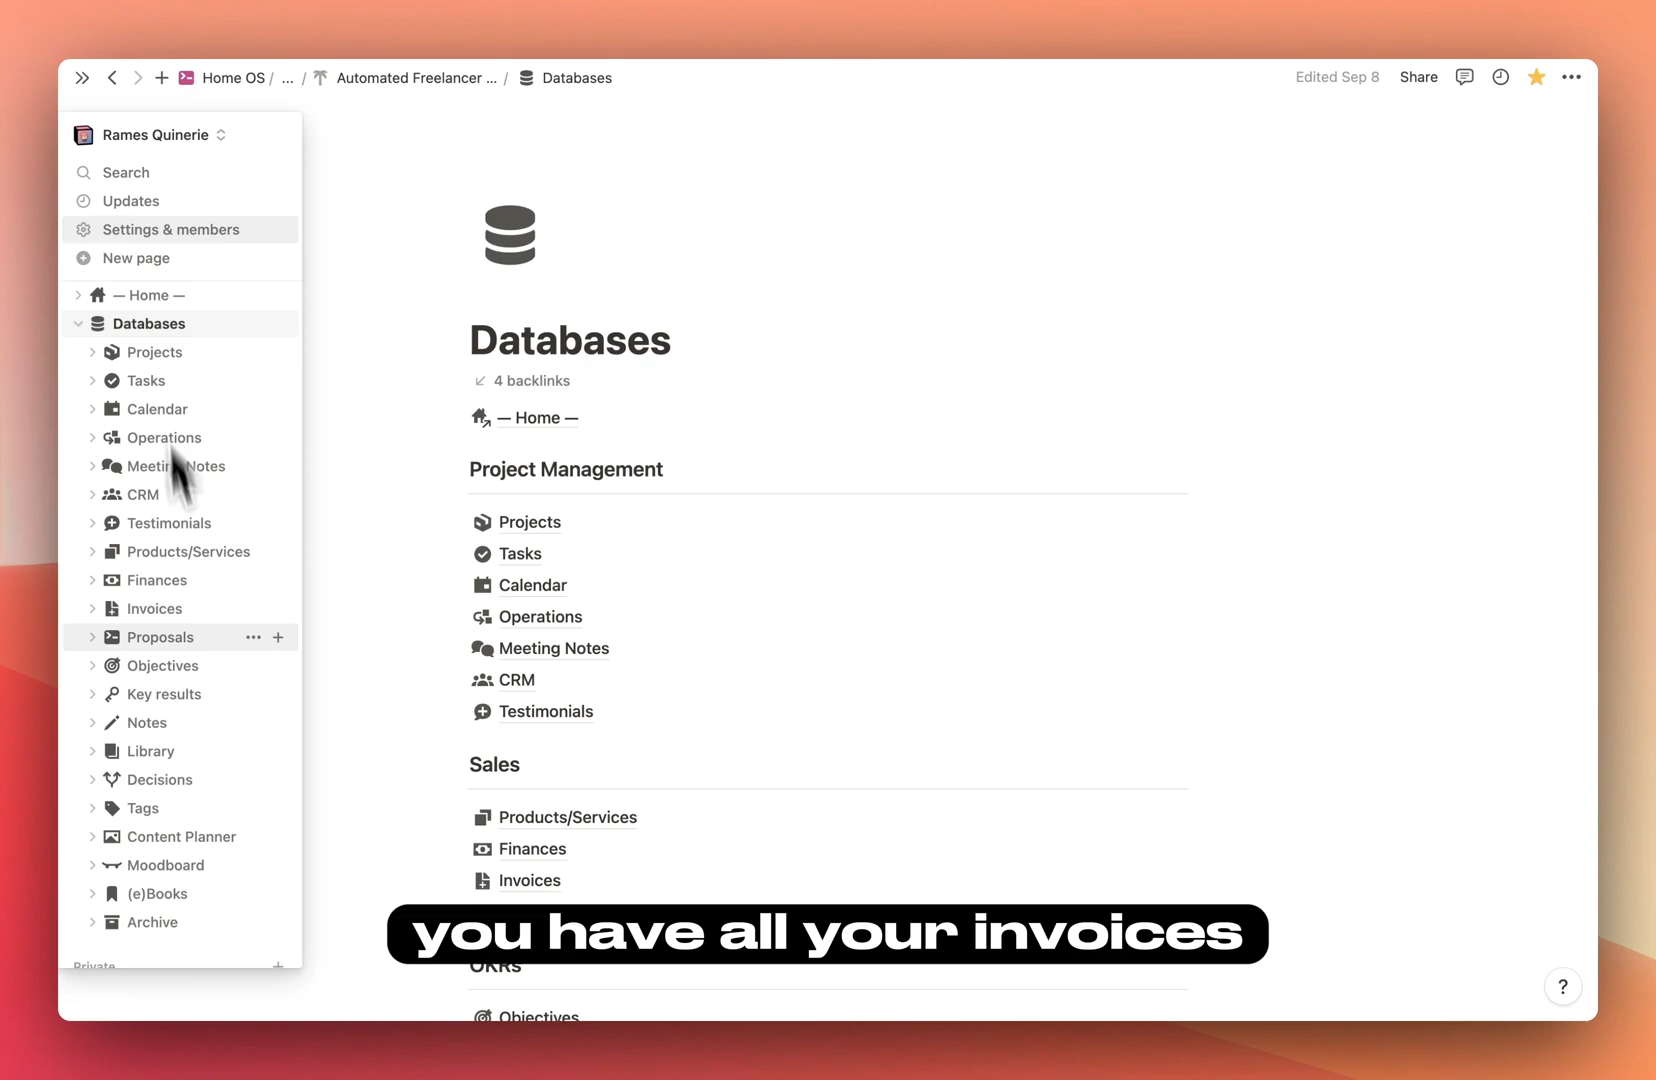 Home OS / ... / Automated Freelancer ... / Databases
Edited Sep 8 Share
Rames Quinerie
Search
Updates
Settings & members
New page
— Home —
Databases
Projects
Tasks
Calendar
Operations
Meeting Notes
CRM
Testimonials
Products/Services
Finances
Invoices
Proposals
Objectives
Key results
Notes
Library
Decisions
Tags
Content Planner
Moodboard
(e)Books
Archive
Private
Databases
4 backlinks
— Home —
Project Management
Projects
Tasks
Calendar
Operations
Meeting Notes
CRM
Testimonials
Sales
Products/Services
Finances
Invoices
you have all your invoices
OKRs
Objectives
?